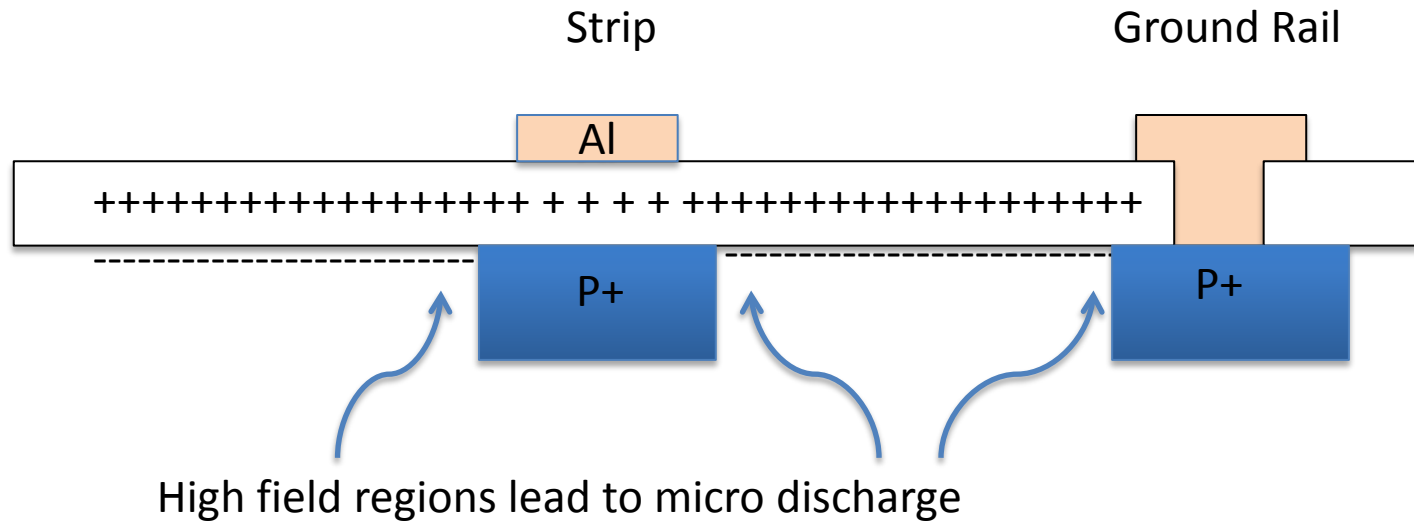 Strip
Ground Rail
Al
++++++++++++++++++ + + + + +++++++++++++++++++
P+
P+
High field regions lead to micro discharge